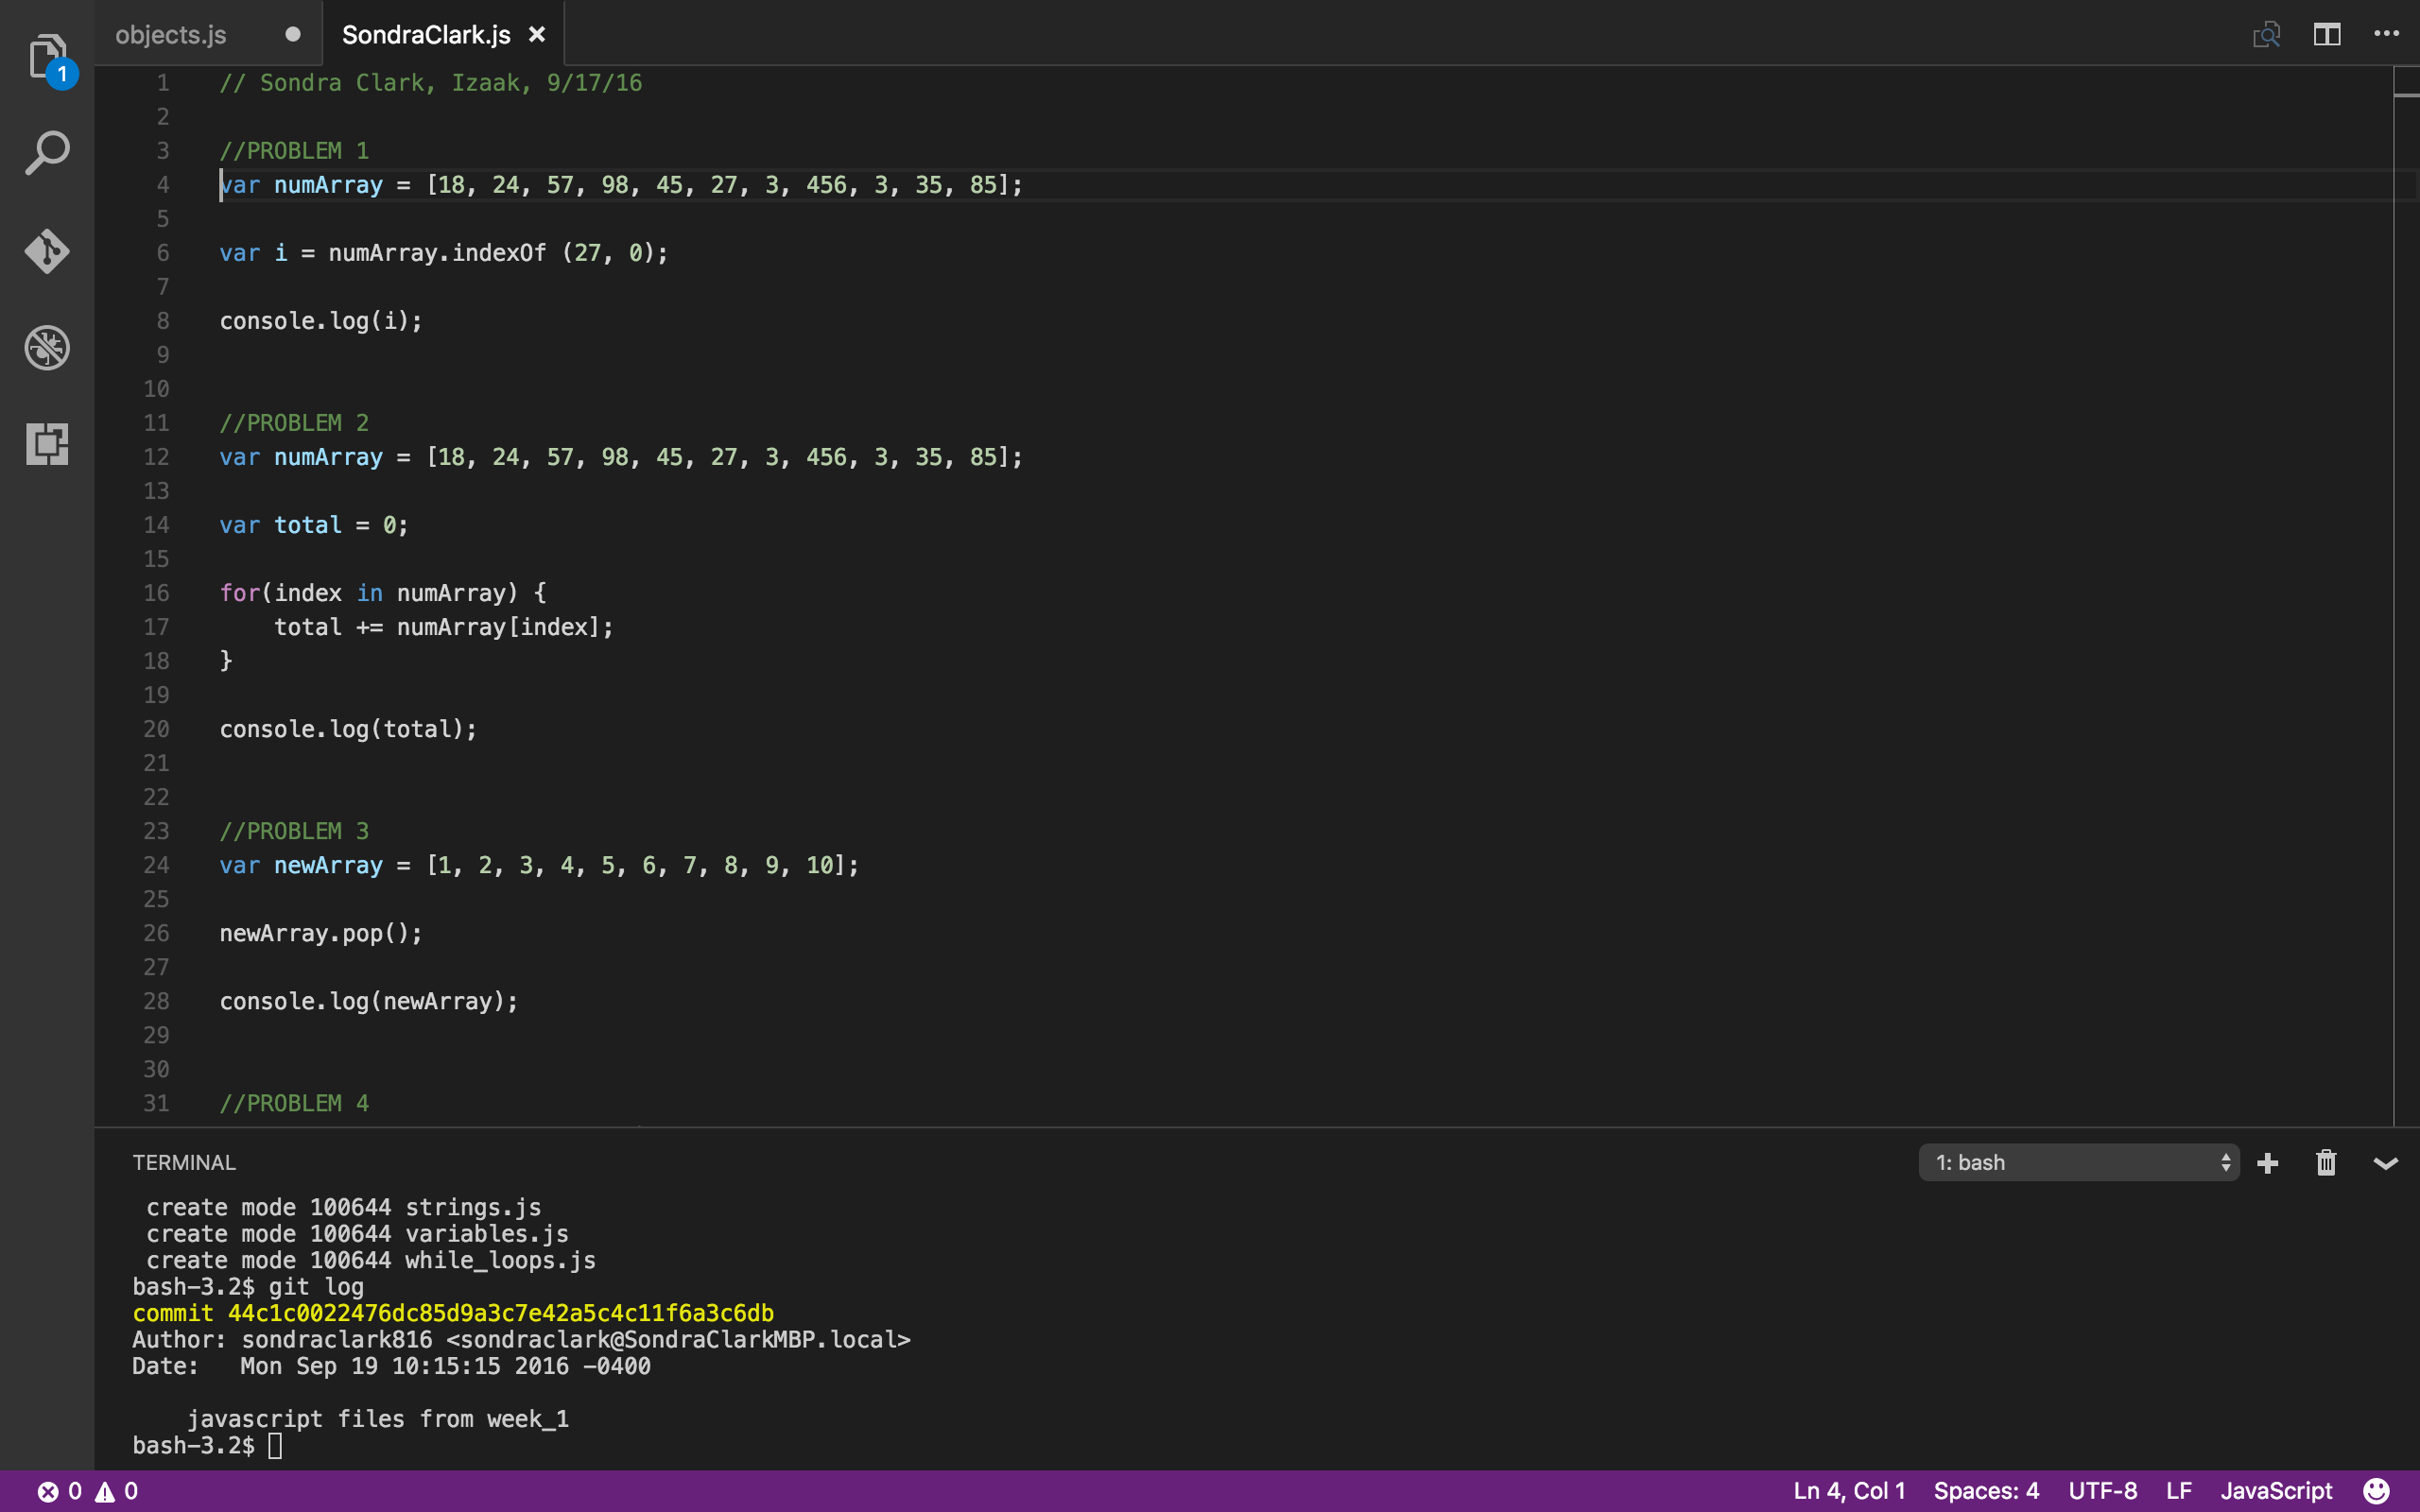 objects.js
SondraClark.js
1
1 // Sondra Clark, Izaak, 9/17/16
2
3 //PROBLEM 1
4 var numArray = [18, 24, 57, 98, 45, 27, 3, 456, 3, 35, 85];
5
6 var i = numArray.indexOf (27, 0);
7
8 console.log(i);
9
10
11 //PROBLEM 2
12 var numArray = [18, 24, 57, 98, 45, 27, 3, 456, 3, 35, 85];
13
14 var total = 0;
15
16 for(index in numArray) {
17     total += numArray[index];
18 }
19
20 console.log(total);
21
22
23 //PROBLEM 3
24 var newArray = [1, 2, 3, 4, 5, 6, 7, 8, 9, 10];
25
26 newArray.pop();
27
28 console.log(newArray);
29
30
31 //PROBLEM 4
TERMINAL
1: bash
create mode 100644 strings.js
create mode 100644 variables.js
create mode 100644 while_loops.js
bash-3.2$ git log
commit 44c1c0022476dc85d9a3c7e42a5c4c11f6a3c6db
Author: sondraclark816 <sondraclark@SondraClarkMBP.local>
Date:   Mon Sep 19 10:15:15 2016 -0400
javascript files from week_1
bash-3.2$
0 0
Ln 4, Col 1 Spaces: 4 UTF-8 LF JavaScript